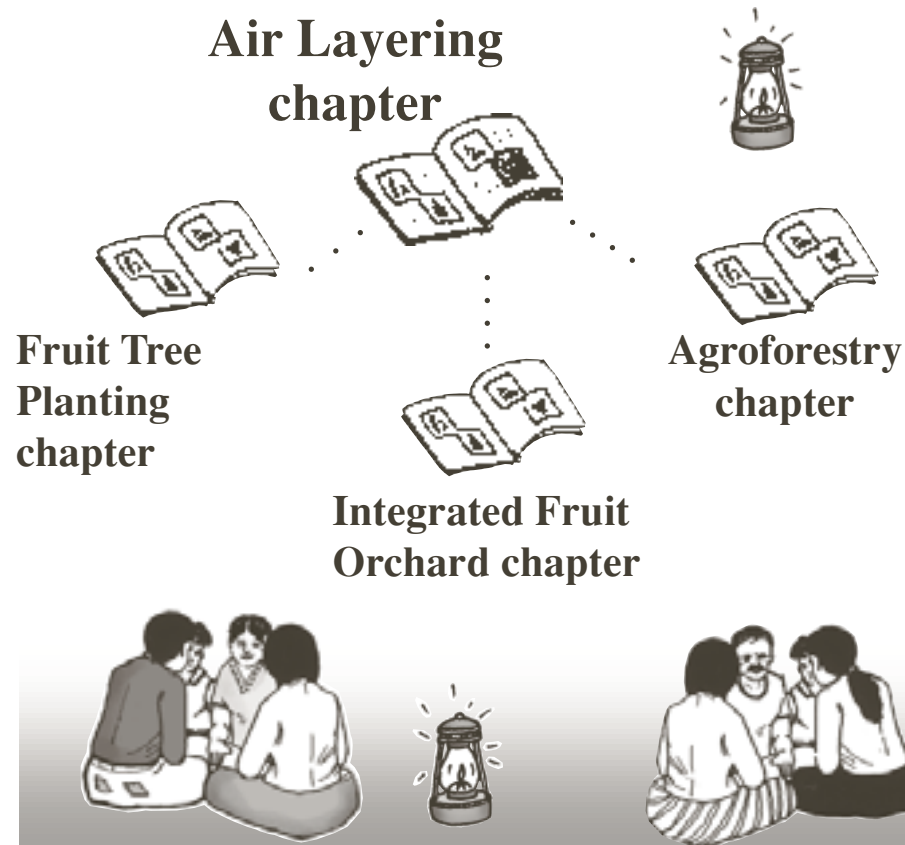 Air Layering
chapter
Fruit Tree
Planting
chapter
Agroforestry
chapter
Integrated Fruit
Orchard chapter